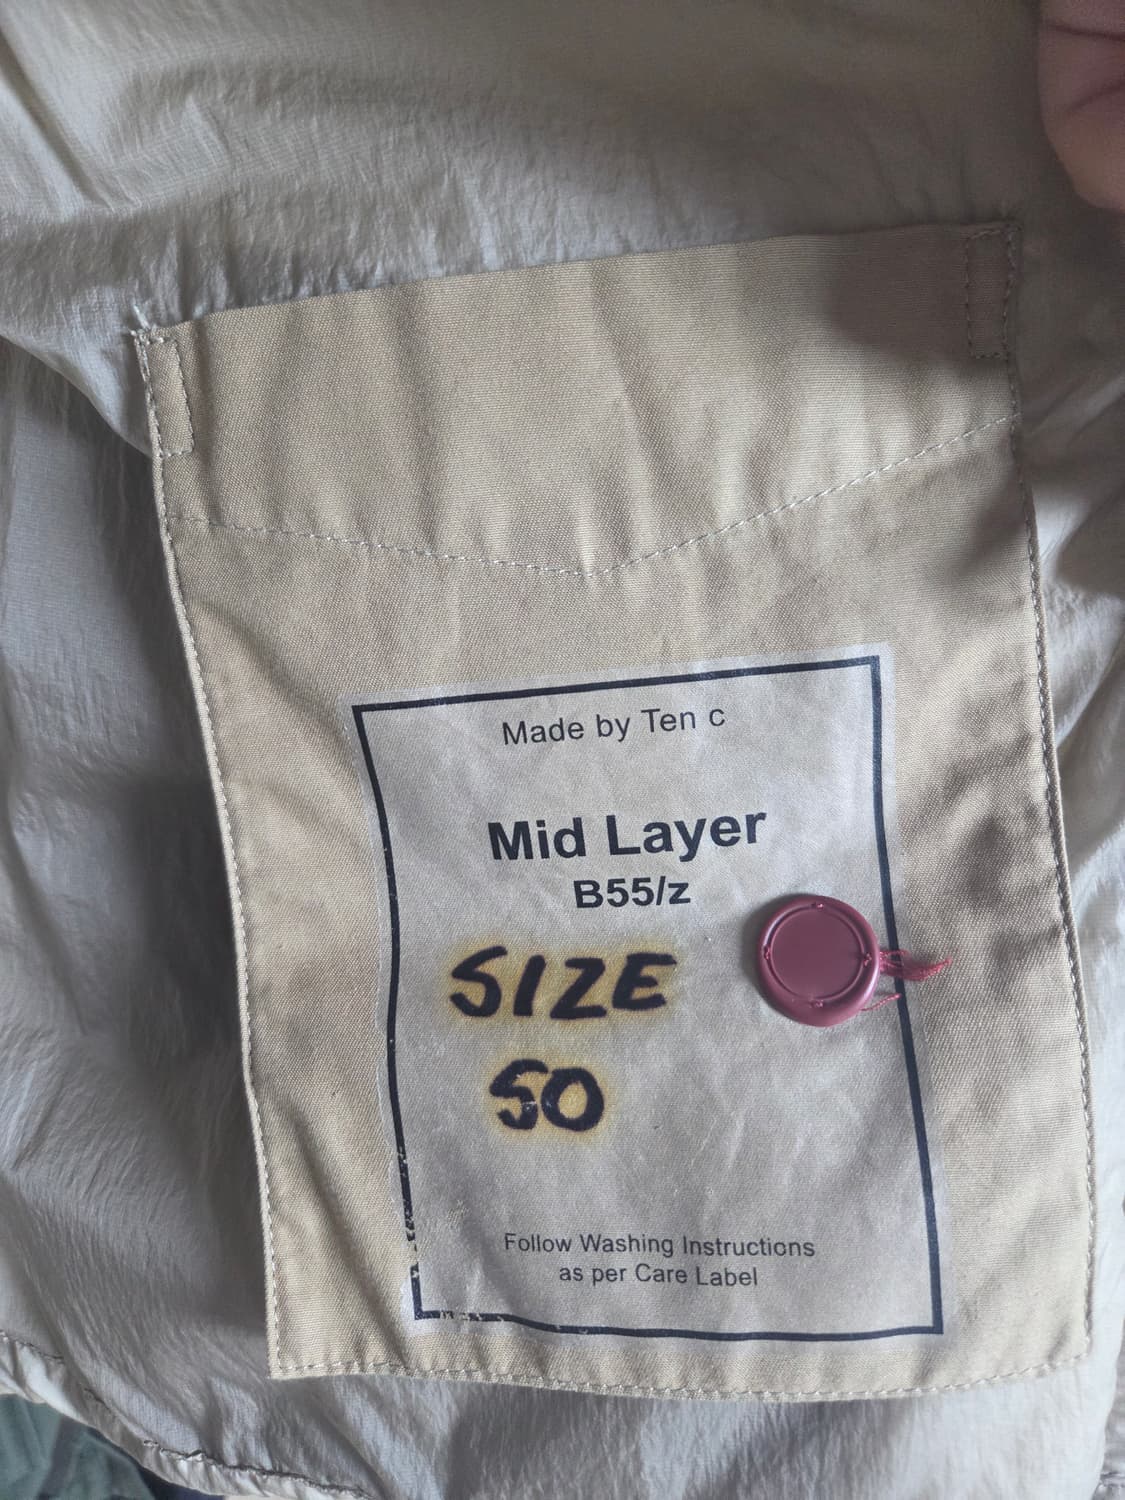 Made by Ten c
Mid Layer
B55/z
SIZE
50
Follow Washing Instructions
as per Care Label